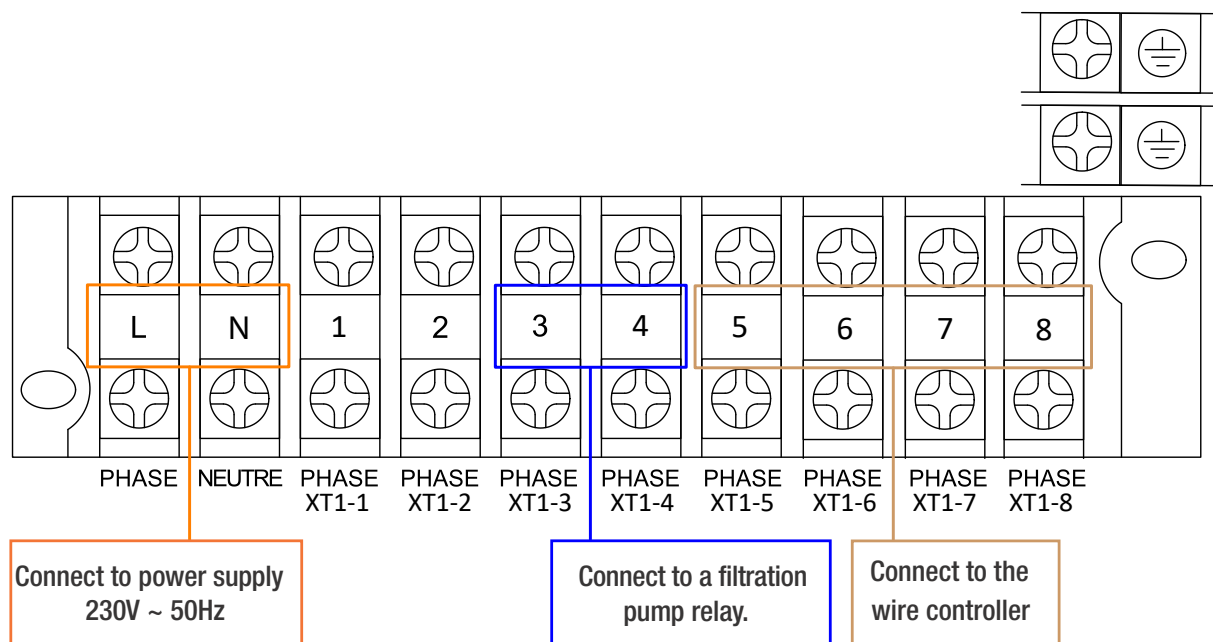 L N 1 2 3 4 5 6 7 8
PHASE NEUTRE PHASE PHASE PHASE PHASE PHASE PHASE PHASE PHASE
XT1-1 XT1-2 XT1-3 XT1-4 XT1-5 XT1-6 XT1-7 XT1-8
Connect to power supply
230V ~ 50Hz
Connect to a filtration
pump relay.
Connect to the
wire controller